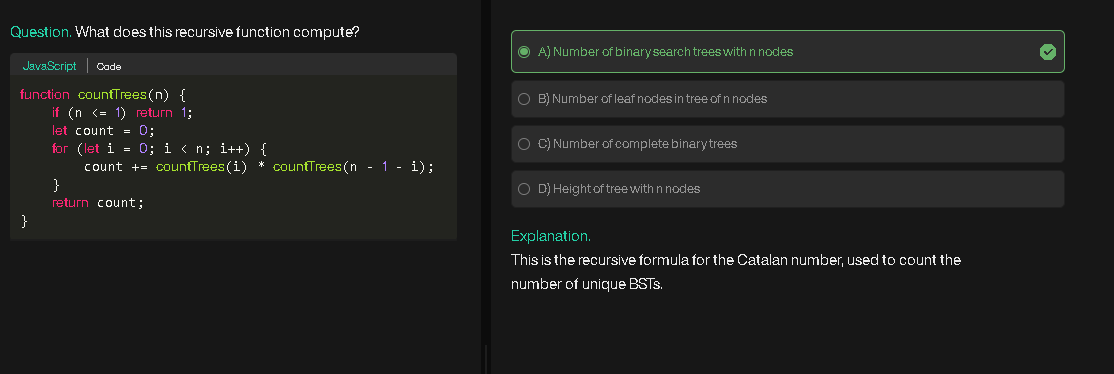 Question. What does this recursive function compute?
JavaScript | Code
function countTrees(n) {
    if (n <= 1) return 1;
    let count = 0;
    for (let i = 0; i < n; i++) {
        count += countTrees(i) * countTrees(n - 1 - i);
    }
    return count;
}
A) Number of binary search trees with n nodes
B) Number of leaf nodes in tree of n nodes
C) Number of complete binary trees
D) Height of tree with n nodes
Explanation.
This is the recursive formula for the Catalan number, used to count the
number of unique BSTs.